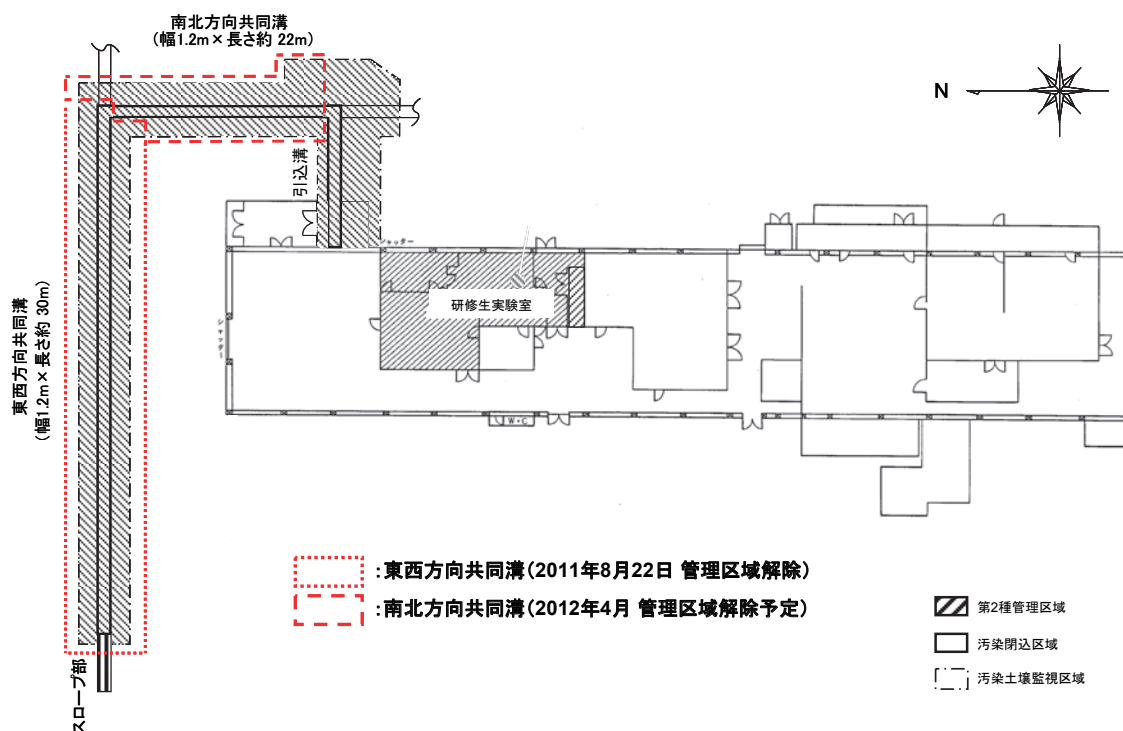 南北方向共同溝
（幅1.2m×長さ約 22m）
N
引込溝
シャッター
研修生実験室
シャッター
東西方向共同溝
（幅1.2m×長さ約 30m）
W・C
：東西方向共同溝（2011年8月22日 管理区域解除）
：南北方向共同溝（2012年4月 管理区域解除予定）
第2種管理区域
汚染閉込区域
汚染土壌監視区域
スロープ部